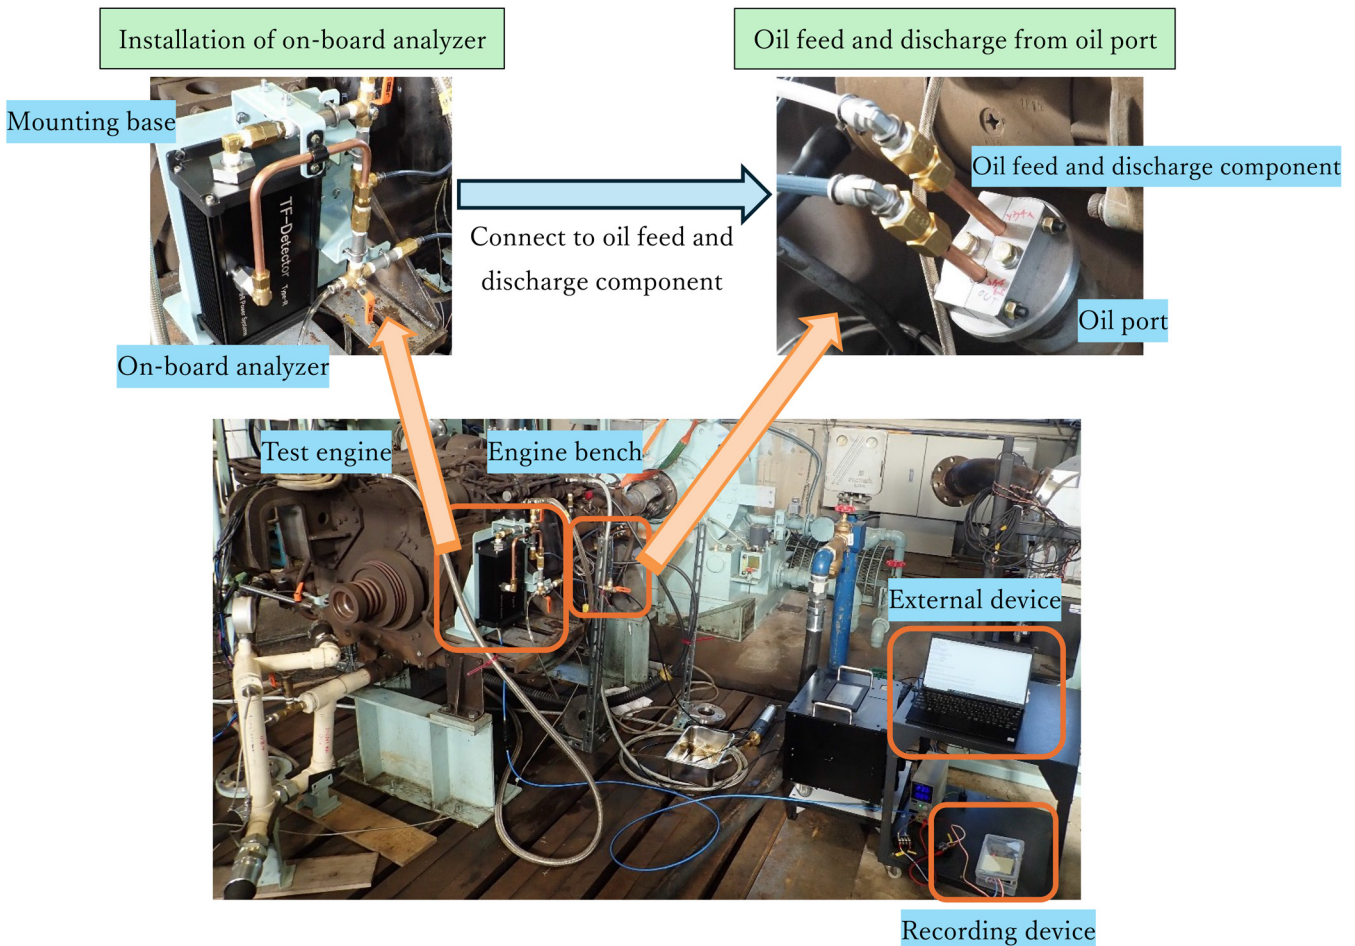 Installation of on-board analyzer
Oil feed and discharge from oil port
Mounting base
TF-Detector Type-R
Oil feed and discharge component
Connect to oil feed and
discharge component
OUT
Oil port
On-board analyzer
Test engine
Engine bench
External device
Recording device